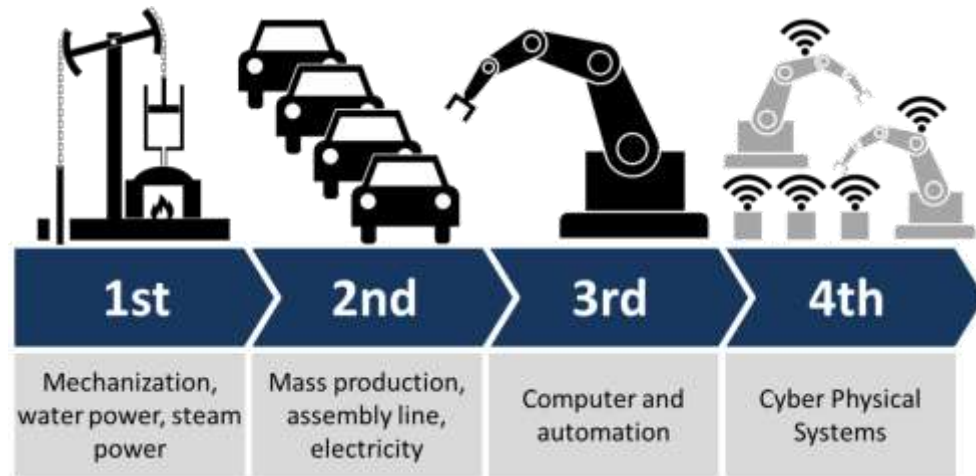 1st
2nd
3rd
4th
Mechanization,
water power, steam
power
Mass production,
assembly line,
electricity
Computer and
automation
Cyber Physical
Systems